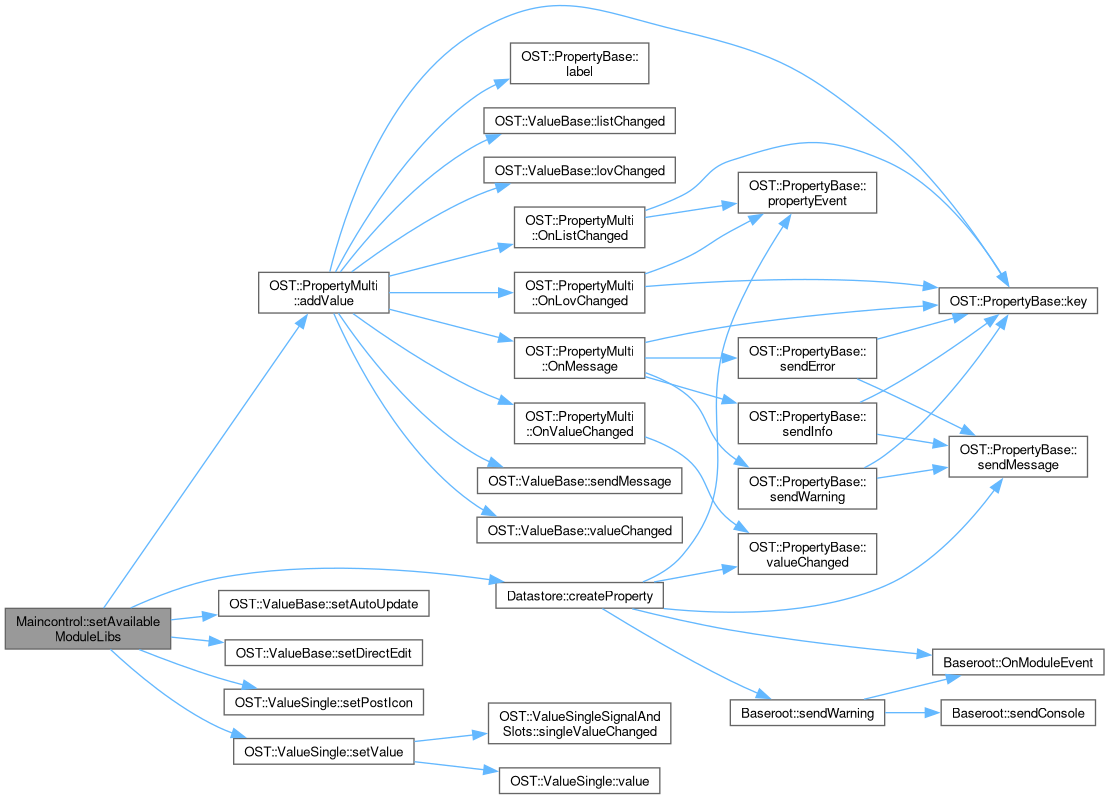 OST::PropertyBase::
label
OST::ValueBase::listChanged
OST::ValueBase::lovChanged
OST::PropertyBase::
propertyEvent
OST::PropertyMulti
::OnListChanged
OST::PropertyMulti
::addValue
OST::PropertyMulti
::OnLovChanged
OST::PropertyBase::key
OST::PropertyMulti
::OnMessage
OST::PropertyBase::
sendError
OST::PropertyMulti
::OnValueChanged
OST::PropertyBase::
sendInfo
OST::PropertyBase::
sendMessage
OST::ValueBase::sendMessage
OST::PropertyBase::
sendWarning
OST::ValueBase::valueChanged
OST::PropertyBase::
valueChanged
Datastore::createProperty
OST::ValueBase::setAutoUpdate
Maincontrol::setAvailable
ModuleLibs
OST::ValueBase::setDirectEdit
Baseroot::OnModuleEvent
OST::ValueSingle::setPostIcon
Baseroot::sendWarning
Baseroot::sendConsole
OST::ValueSingleSignalAnd
Slots::singleValueChanged
OST::ValueSingle::setValue
OST::ValueSingle::value